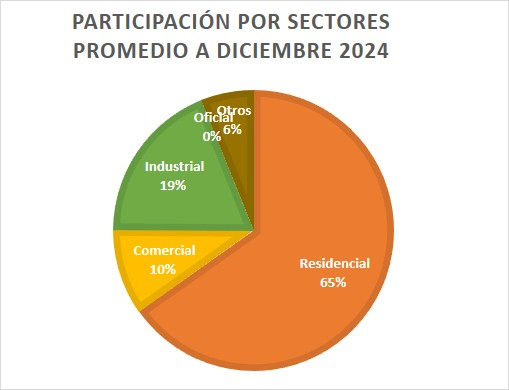 PARTICIPACIÓN POR SECTORES
PROMEDIO A DICIEMBRE 2024
Otros
6%
Oficial
0%
Industrial
19%
Comercial
10%
Residencial
65%